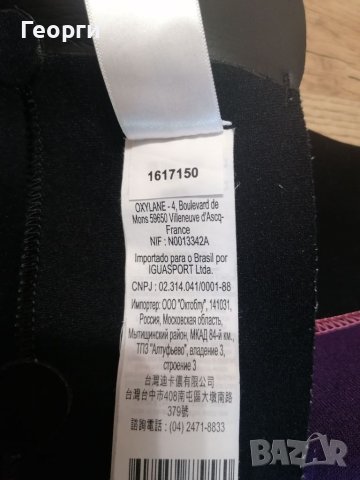 Георги
1617150
OXYLANE - 4, Boulevard de
Mons 59650 Villeneuve d'Ascq-
France
NIF : N0013342A
Importado para o Brasil por
IGUASPORT Ltda.
CNPJ : 02.314.041/0001-88
Импортер: ООО "Октоблу", 141031,
Россия, Московская область,
Мытищинский район, МКАД 84-й км.,
ТПЗ "Алтуфьево", владение 3,
строение 3
台灣迪卡儂有限公司
台灣台中市408南屯區大墩南路
379號
諮詢電話 : (04) 2471-8833
BAZAR
bg